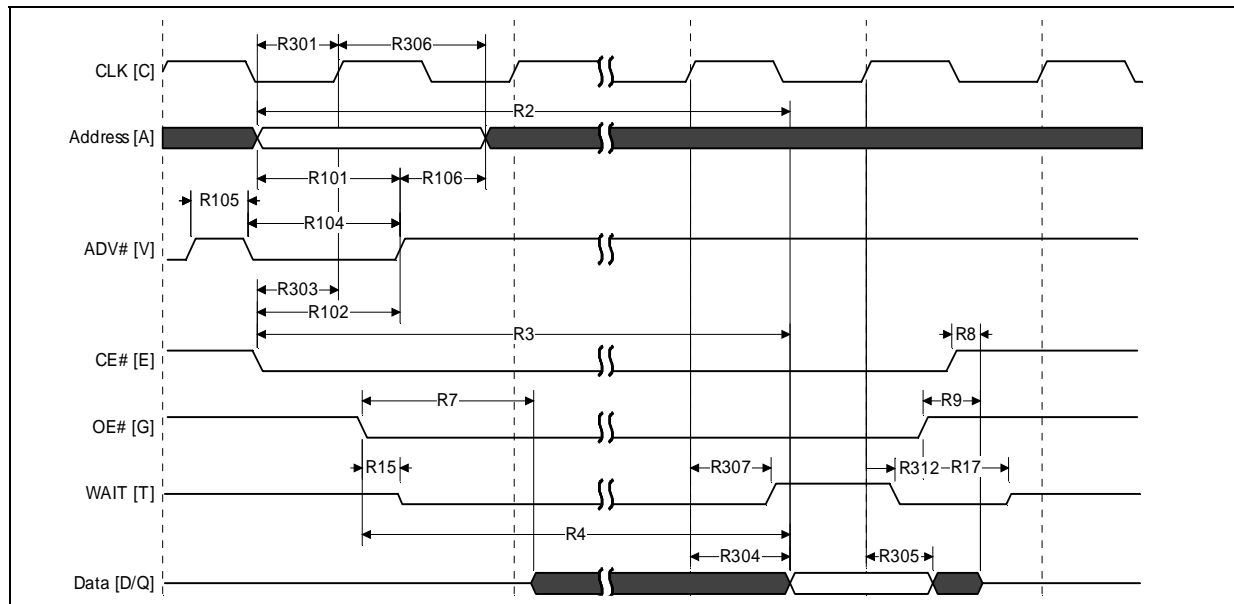 R301 R306
CLK [C]
R2
Address [A]
R101 R106
R105
R104
ADV# [V]
R303
R102
R3 R8
CE# [E]
R7 R9
OE# [G]
R15 R307 R312 R17
WAIT [T]
R4
R304 R305
Data [D/Q]